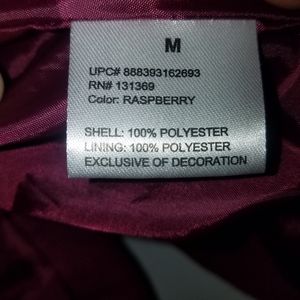 M
UPC# 888393162693
RN# 131369
Color: RASPBERRY
SHELL: 100% POLYESTER
LINING: 100% POLYESTER
EXCLUSIVE OF DECORATION